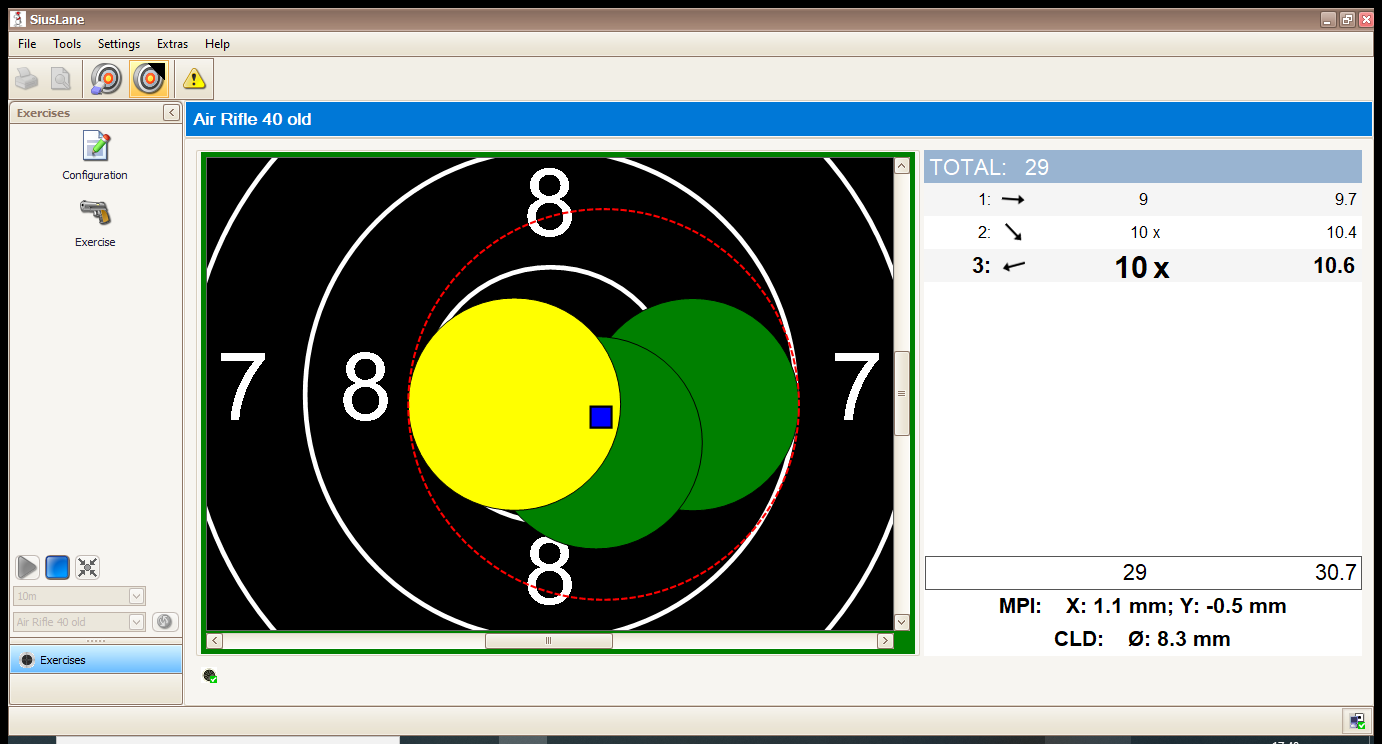 SiusLane
File Tools Settings Extras Help
Exercises
Configuration
Exercise
10m
Air Rifle 40 old
Exercises
Air Rifle 40 old
8
7 8 7
8
TOTAL: 29
1: 9 9.7
2: 10 x 10.4
3: 10 x 10.6
29 30.7
MPI: X: 1.1 mm; Y: -0.5 mm
CLD: Ø: 8.3 mm